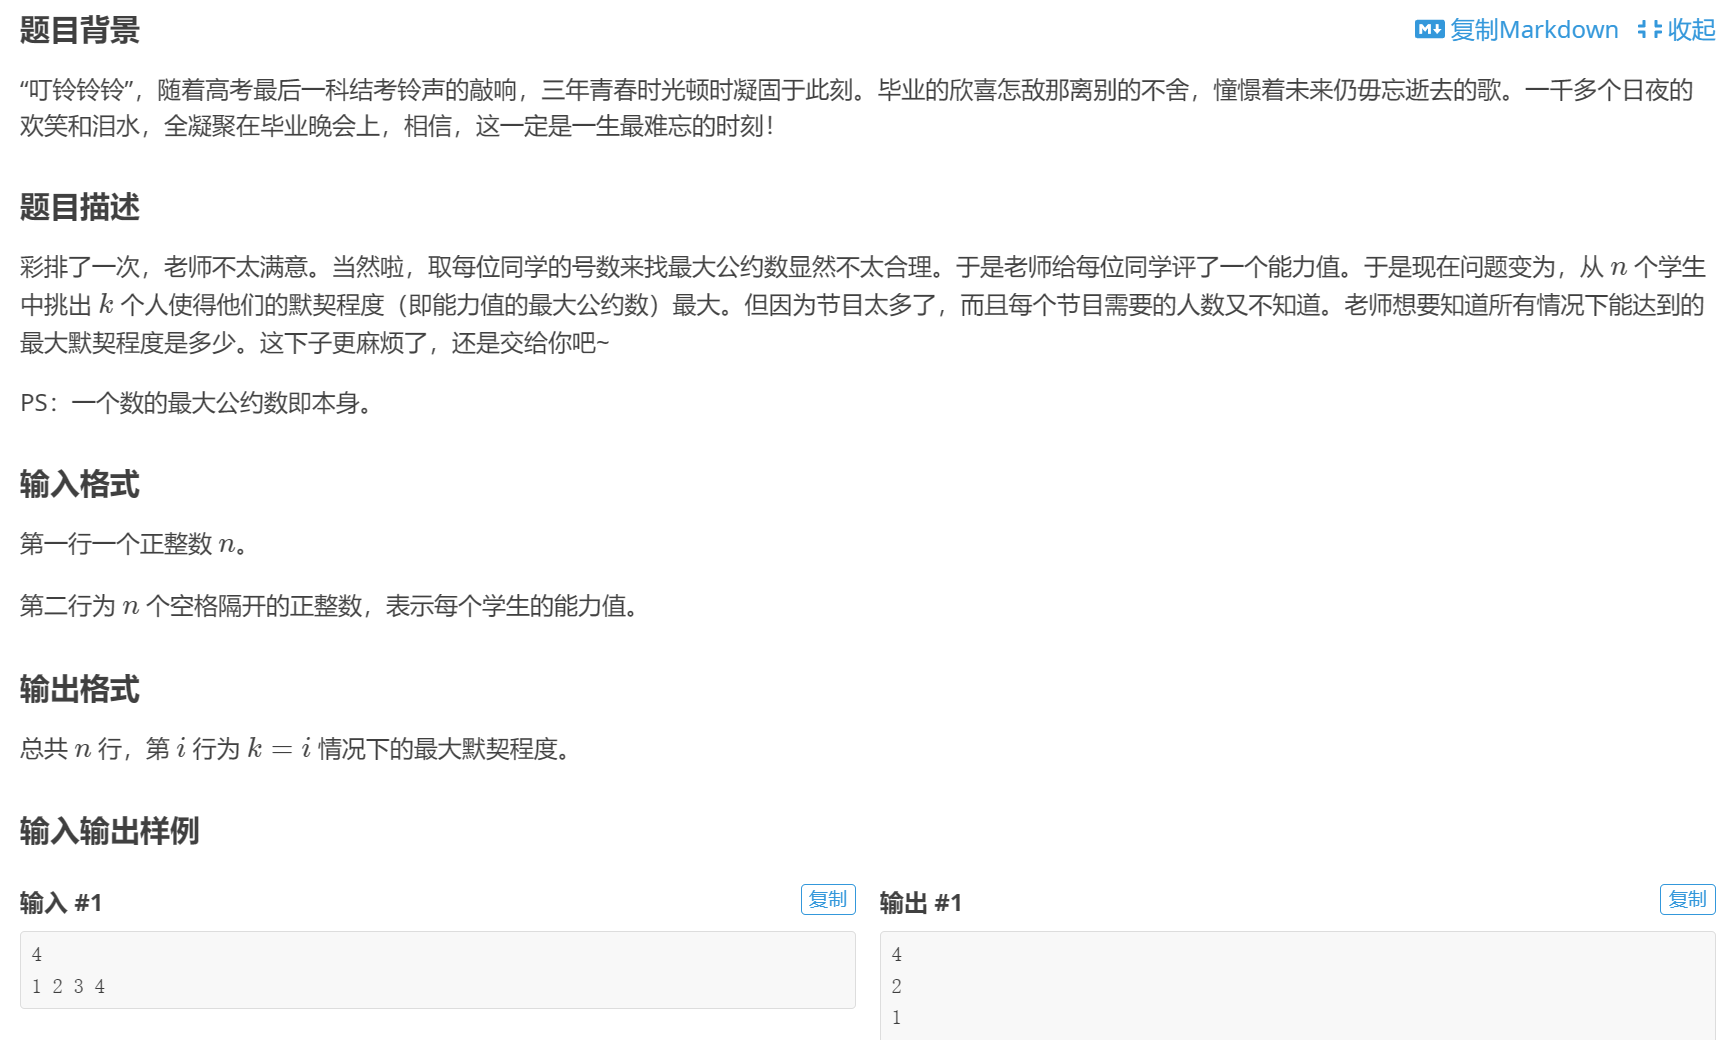 题目背景
复制Markdown 收起
“叮铃铃铃”，随着高考最后一科结考铃声的敲响，三年青春时光顿时凝固于此刻。毕业的欣喜怎敌那离别的不舍，憧憬着未来仍毋忘逝去的歌。一千多个日夜的
欢笑和泪水，全凝聚在毕业晚会上，相信，这一定是一生最难忘的时刻！
题目描述
彩排了一次，老师不太满意。当然啦，取每位同学的号数来找最大公约数显然不太合理。于是老师给每位同学评了一个能力值。于是现在问题变为，从 n 个学生
中挑出 k 个人使得他们的默契程度（即能力值的最大公约数）最大。但因为节目太多了，而且每个节目需要的人数又不知道。老师想要知道所有情况下能达到的
最大默契程度是多少。这下子更麻烦了，还是交给你吧~
PS：一个数的最大公约数即本身。
输入格式
第一行一个正整数 n。
第二行为 n 个空格隔开的正整数，表示每个学生的能力值。
输出格式
总共 n 行，第 i 行为 k = i 情况下的最大默契程度。
输入输出样例
输入 #1
复制
4
1 2 3 4
输出 #1
复制
4
2
1